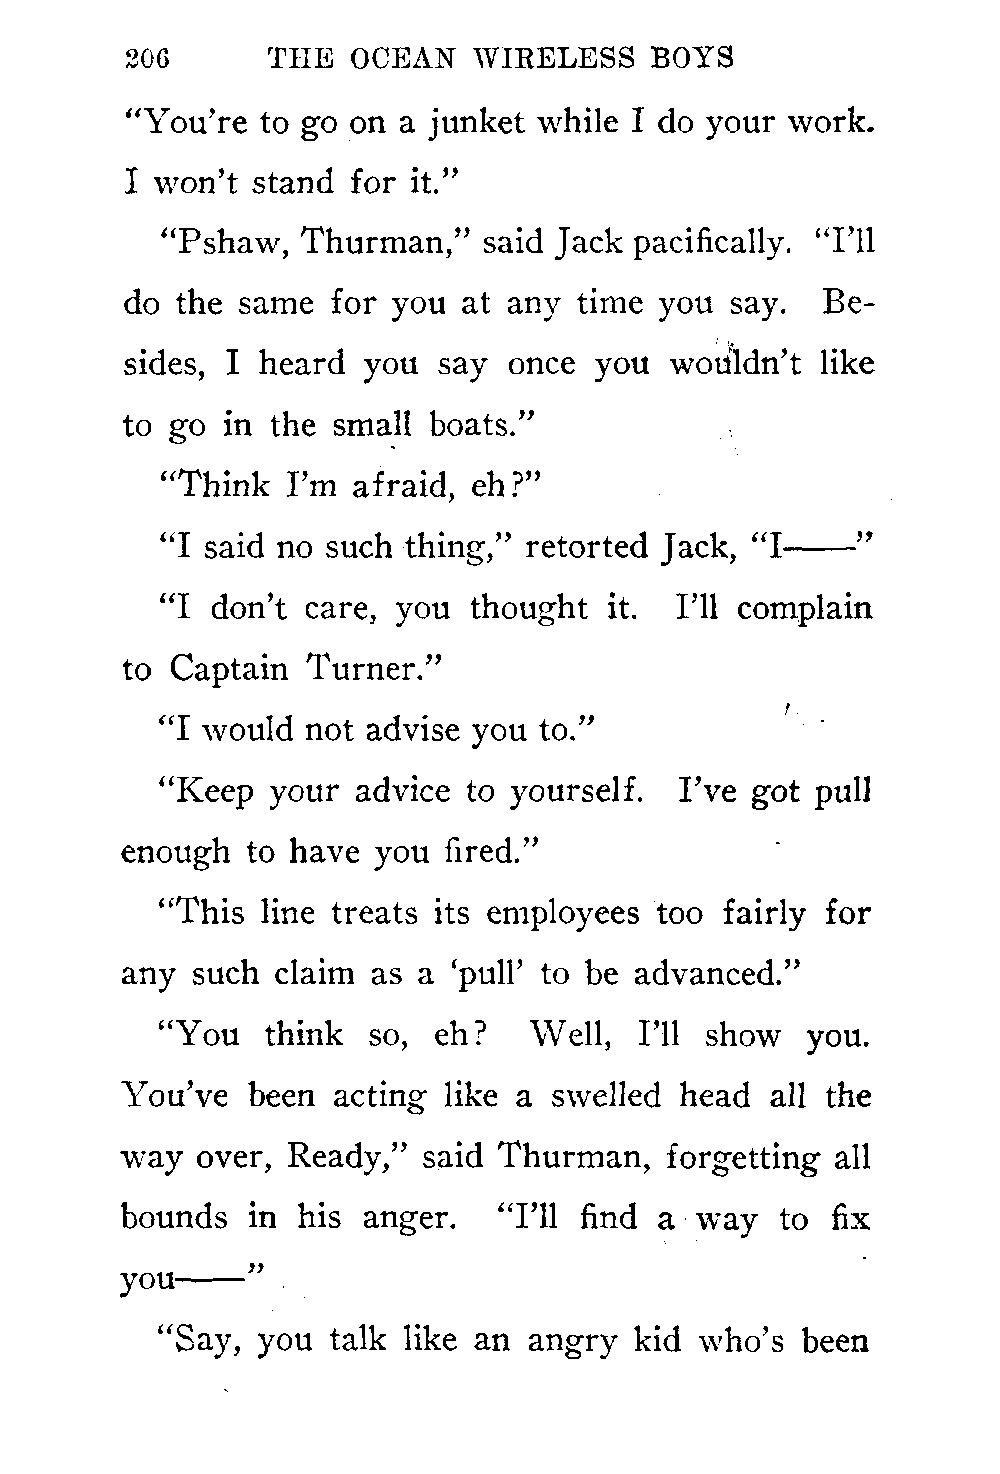 206 THE OCEAN WIRELESS BOYS
“You’re to go on a junket while I do your work.
I won’t stand for it.”
“Pshaw, Thurman,” said Jack pacifically. “I’ll
do the same for you at any time you say. Be-
sides, I heard you say once you wouldn’t like
to go in the small boats.”
“Think I’m afraid, eh?”
“I said no such thing,” retorted Jack, “I——”
“I don’t care, you thought it. I’ll complain
to Captain Turner.”
“I would not advise you to.”
“Keep your advice to yourself. I’ve got pull
enough to have you fired.”
“This line treats its employees too fairly for
any such claim as a ‘pull’ to be advanced.”
“You think so, eh? Well, I’ll show you.
You’ve been acting like a swelled head all the
way over, Ready,” said Thurman, forgetting all
bounds in his anger. “I’ll find a way to fix
you——”
“Say, you talk like an angry kid who’s been